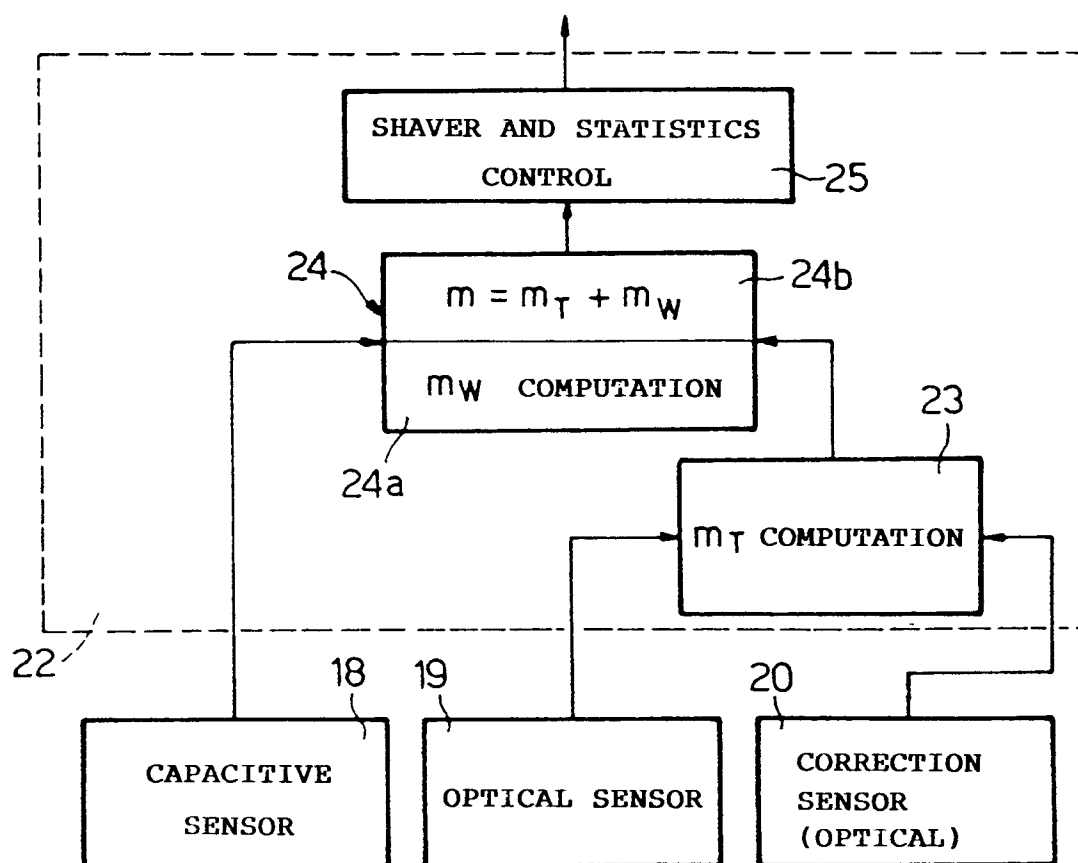 SHAVER AND STATISTICS
CONTROL
25
24
24b
m = mT + mW
mW COMPUTATION
24a
23
mT COMPUTATION
22
18
19
20
CAPACITIVE
SENSOR
OPTICAL SENSOR
CORRECTION
SENSOR
(OPTICAL)